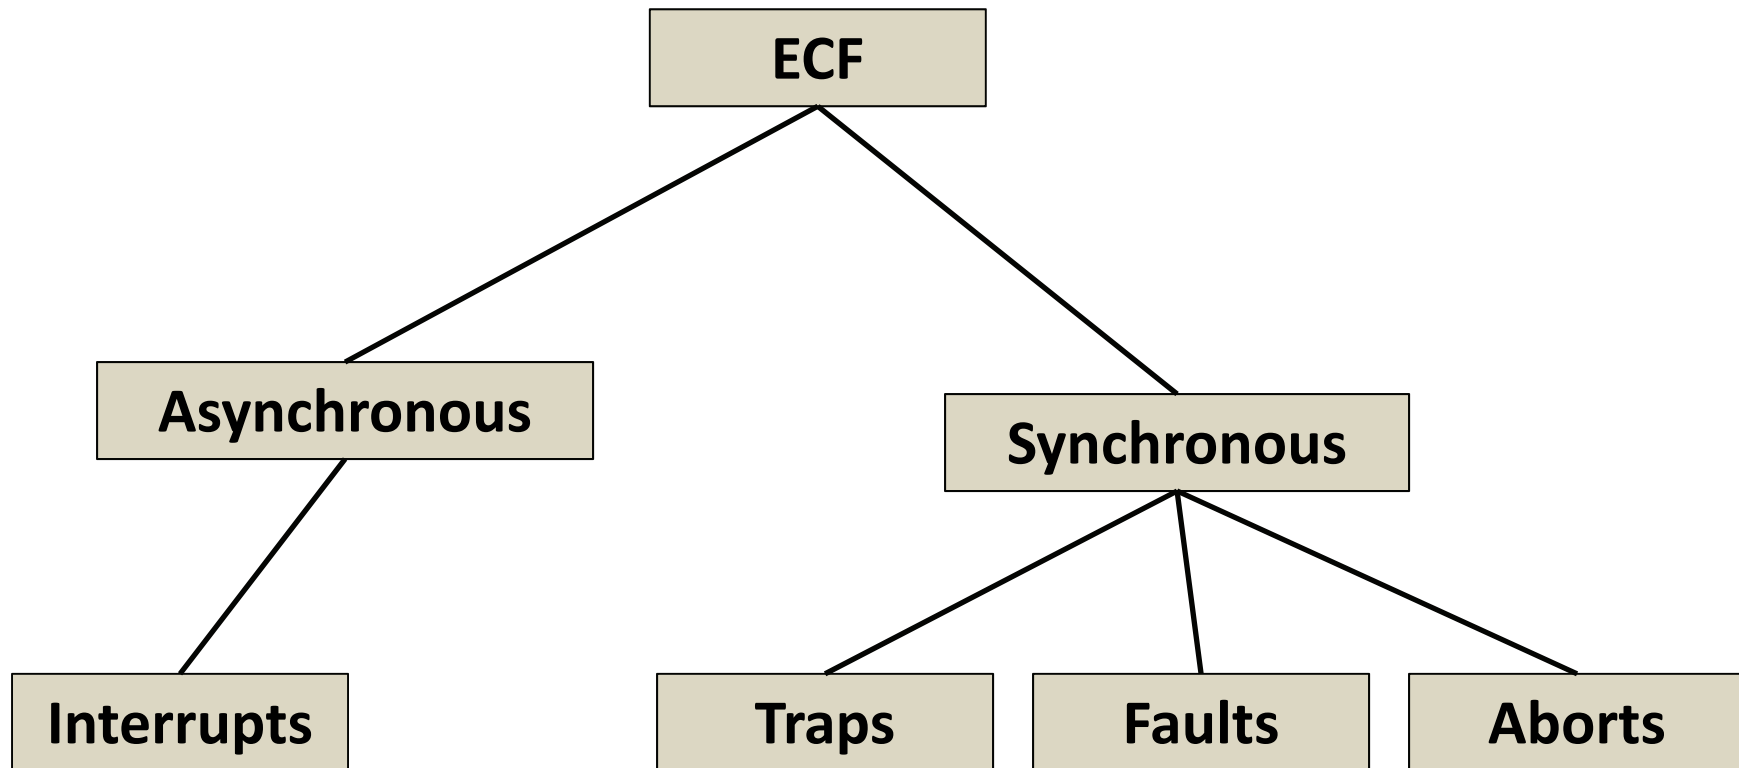 ECF
Asynchronous
Synchronous
Interrupts
Traps
Faults
Aborts